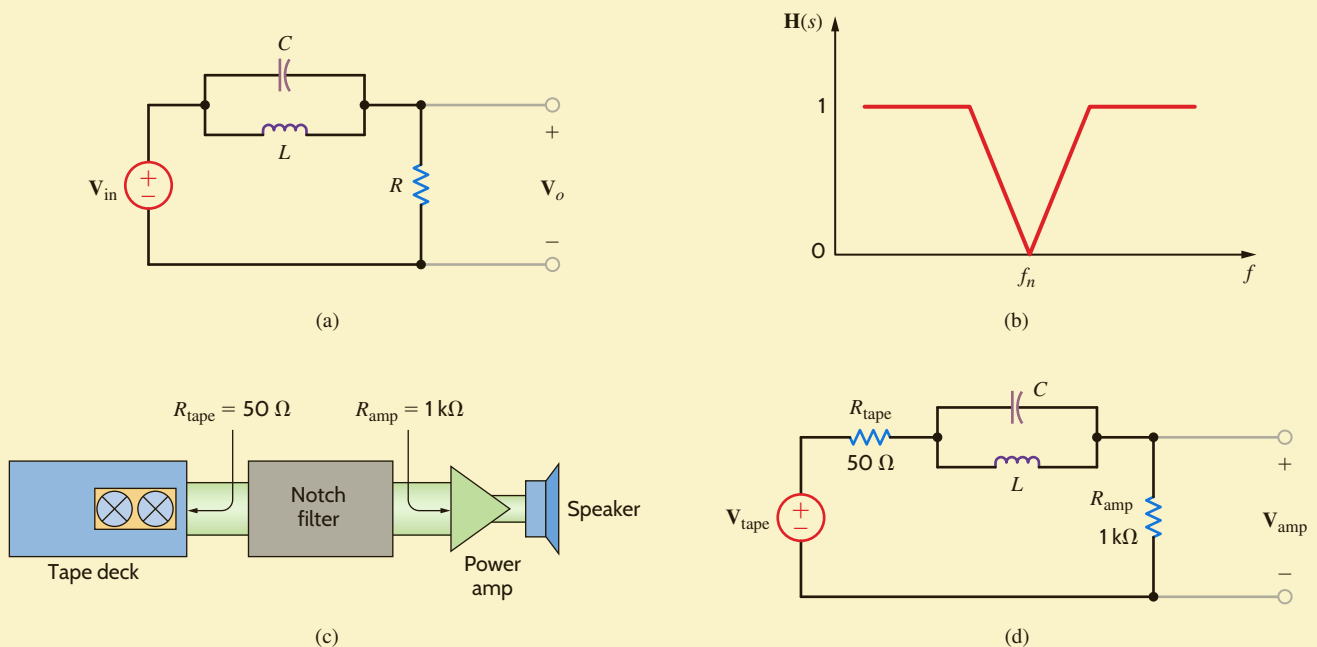 C
L
V_in
+
−
R
+
V_o
−
(a)
H(s)
1
0
f_n
f
(b)
R_tape = 50 Ω
R_amp = 1 kΩ
Notch
filter
Speaker
Tape deck
Power
amp
(c)
C
R_tape
50 Ω
L
V_tape
+
−
R_amp
1 kΩ
+
V_amp
−
(d)